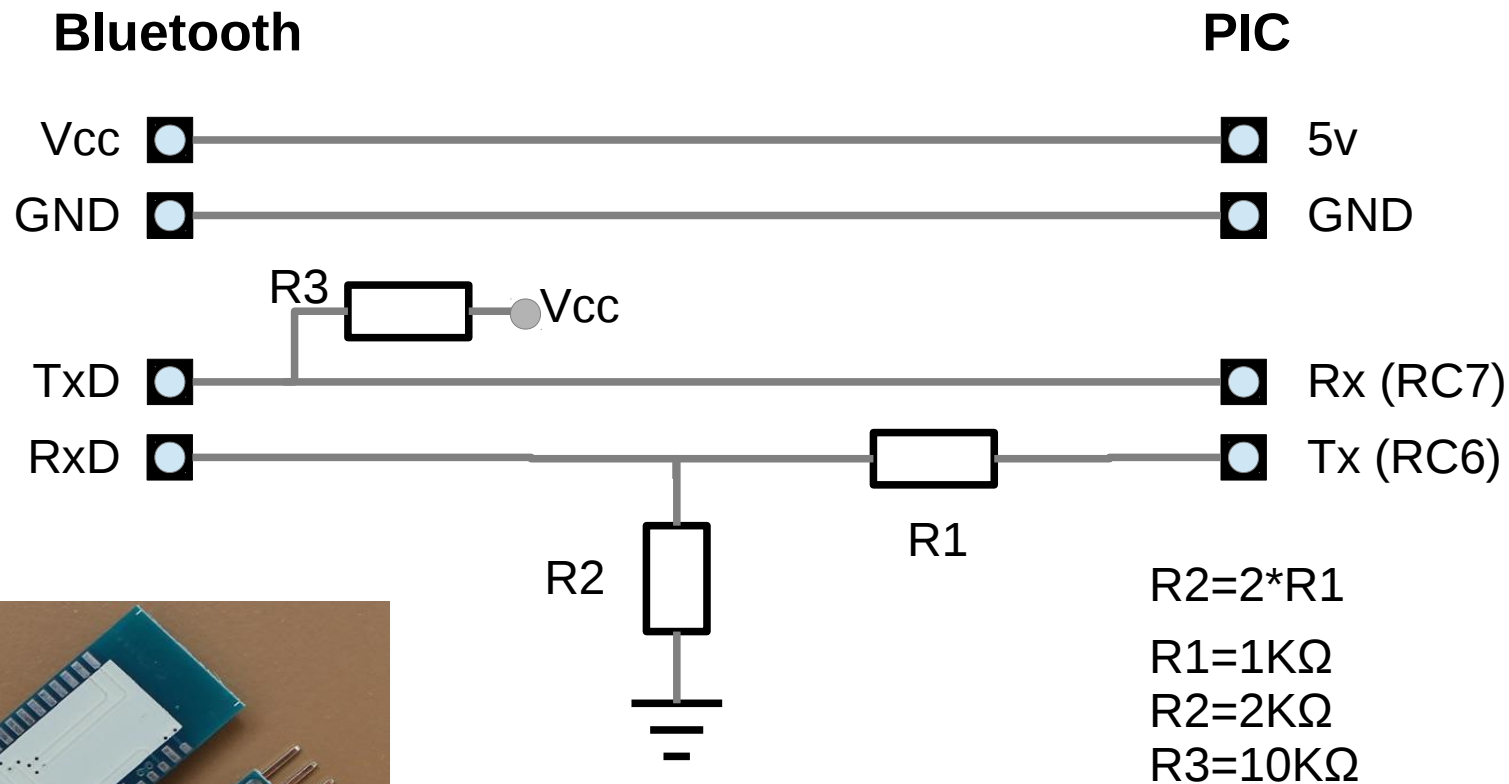 Bluetooth
PIC
Vcc
5v
GND
GND
R3
Vcc
TxD
Rx (RC7)
RxD
Tx (RC6)
R1
R2
R2=2*R1
R1=1KΩ
R2=2KΩ
R3=10KΩ